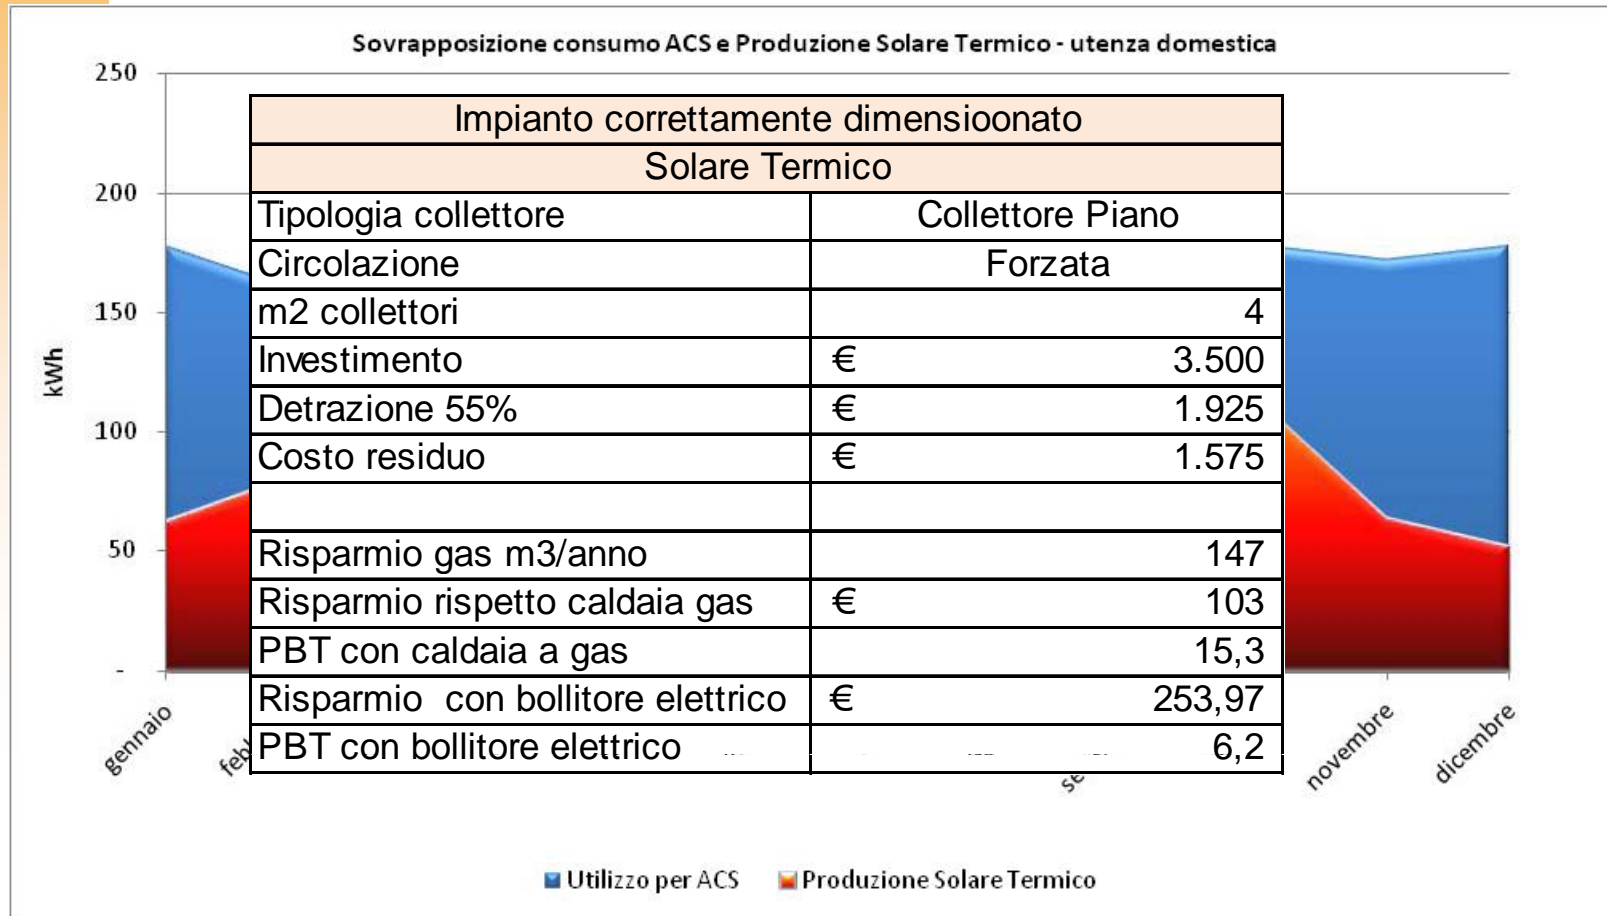 Sovrapposizione consumo ACS e Produzione Solare Termico - utenza domestica
250
200
150
100
50
-
kWh
Impianto correttamente dimensioonato
Solare Termico
Tipologia collettore Collettore Piano
Circolazione Forzata
m2 collettori 4
Investimento € 3.500
Detrazione 55% € 1.925
Costo residuo € 1.575
Risparmio gas m3/anno 147
Risparmio rispetto caldaia gas € 103
PBT con caldaia a gas 15,3
Risparmio con bollitore elettrico € 253,97
PBT con bollitore elettrico 6,2
gennaio
novembre
dicembre
Utilizzo per ACS Produzione Solare Termico